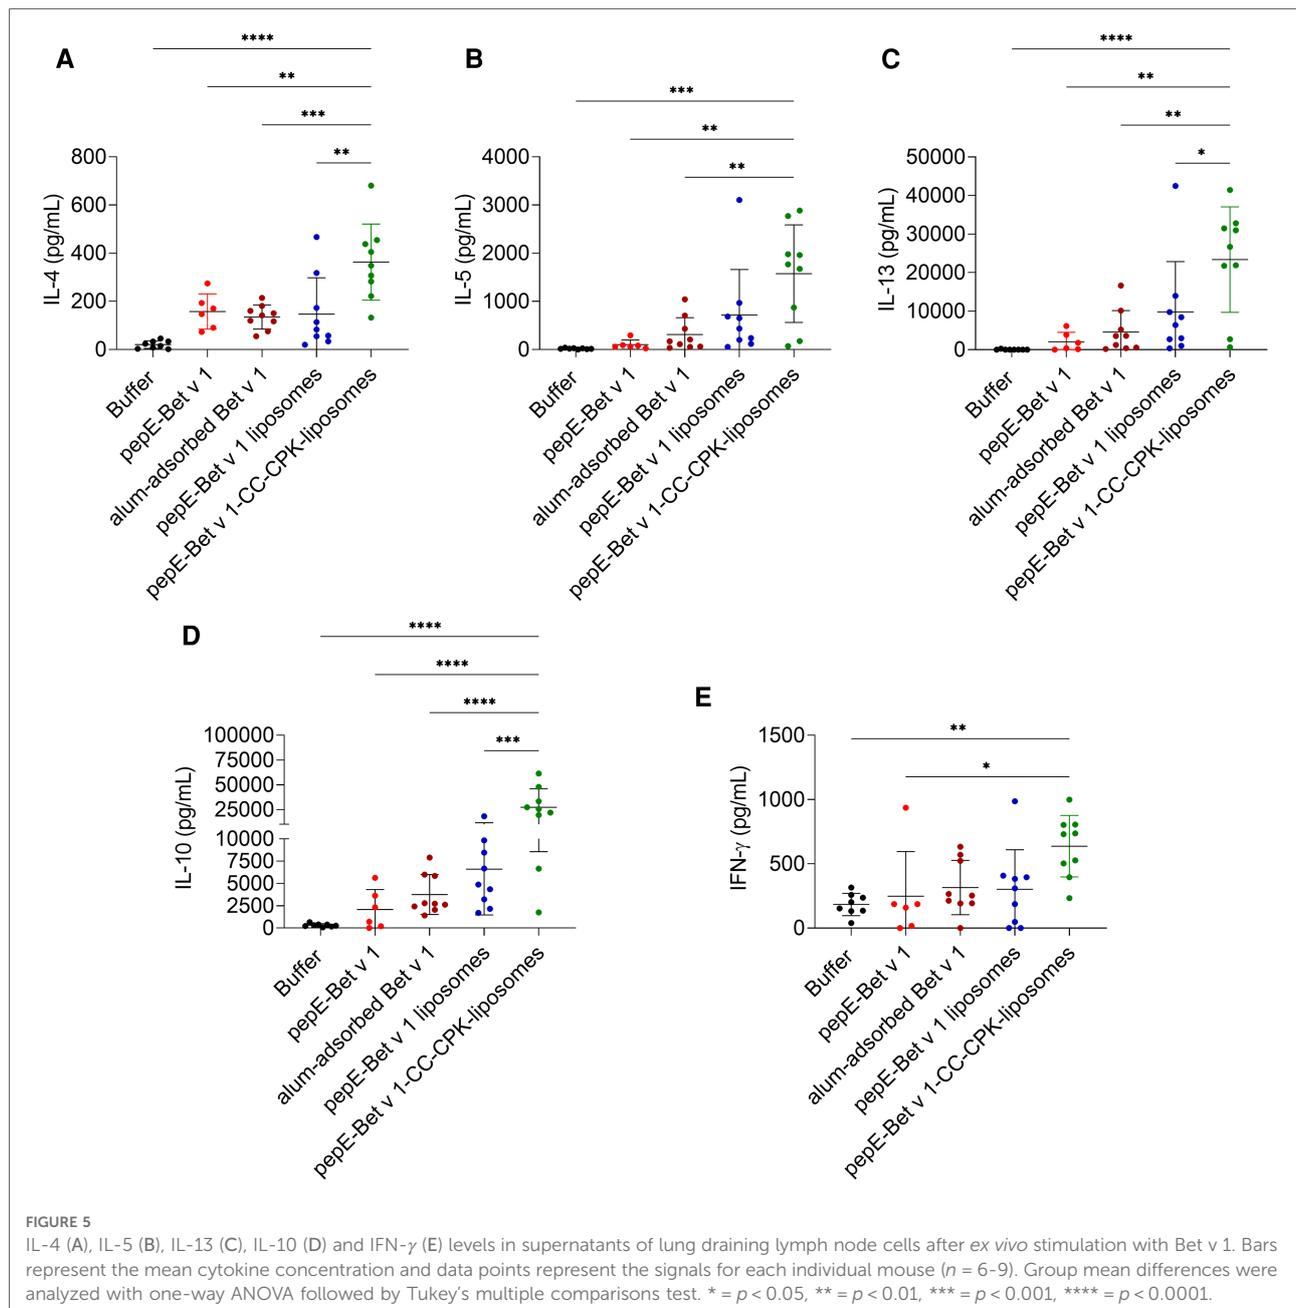 A
****
**
***
**
IL-4 (pg/mL)
800
600
400
200
0
Buffer
pepE-Bet v 1
alum-adsorbed Bet v 1
pepE-Bet v 1 liposomes
pepE-Bet v 1-CC-CPK-liposomes
B
***
**
**
IL-5 (pg/mL)
4000
3000
2000
1000
0
Buffer
pepE-Bet v 1
alum-adsorbed Bet v 1
pepE-Bet v 1 liposomes
pepE-Bet v 1-CC-CPK-liposomes
C
****
**
**
*
IL-13 (pg/mL)
50000
40000
30000
20000
10000
0
Buffer
pepE-Bet v 1
alum-adsorbed Bet v 1
pepE-Bet v 1 liposomes
pepE-Bet v 1-CC-CPK-liposomes
D
****
****
****
***
IL-10 (pg/mL)
100000
75000
50000
25000
10000
7500
5000
2500
0
Buffer
pepE-Bet v 1
alum-adsorbed Bet v 1
pepE-Bet v 1 liposomes
pepE-Bet v 1-CC-CPK-liposomes
E
**
*
IFN-γ (pg/mL)
1500
1000
500
0
Buffer
pepE-Bet v 1
alum-adsorbed Bet v 1
pepE-Bet v 1 liposomes
pepE-Bet v 1-CC-CPK-liposomes
FIGURE 5
IL-4 (A), IL-5 (B), IL-13 (C), IL-10 (D) and IFN-γ (E) levels in supernatants of lung draining lymph node cells after ex vivo stimulation with Bet v 1. Bars
represent the mean cytokine concentration and data points represent the signals for each individual mouse (n = 6-9). Group mean differences were
analyzed with one-way ANOVA followed by Tukey's multiple comparisons test. * = p < 0.05, ** = p < 0.01, *** = p < 0.001, **** = p < 0.0001.